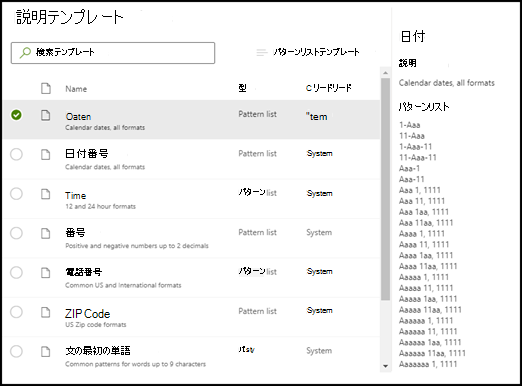 説明テンプレート
検索テンプレート
パターンリストテンプレート
Name 型 Cリードリード
Oaten Pattern list "tem
Calendar dates, all formats
日付番号 Pattern list System
Calendar dates, all formats
Time パターンlist System
12 and 24 hour formats
番号 Pattern list System
Positive and negative numbers up to 2 decimals
電話番号 パターンlist System
Common US and International formats
ZIP Code Pattern list System
US Zip code formats
文の最初の単語 System
Common patterns for words up to 9 characters
日付
説明
Calendar dates, all formats
パターンリスト
1-Aaa
11-Aaa
1-Aaa-11
11-Aaa-11
Aaa-1
Aaa-11
Aaa 1, 1111
Aaa 11, 1111
Aaa 1aa, 1111
Aaa 11aa, 1111
Aaaa 1, 1111
Aaaa 11, 1111
Aaaa 1aa, 1111
Aaaa 11aa, 1111
Aaaaa 1, 1111
Aaaaa 11, 1111
Aaaaa 1aa, 1111
Aaaaa 11aa, 1111
Aaaaaa 1, 1111
Aaaaaa 11, 1111
Aaaaaa 1aa, 1111
Aaaaaa 11aa, 1111
Aaaaaaa 1, 1111